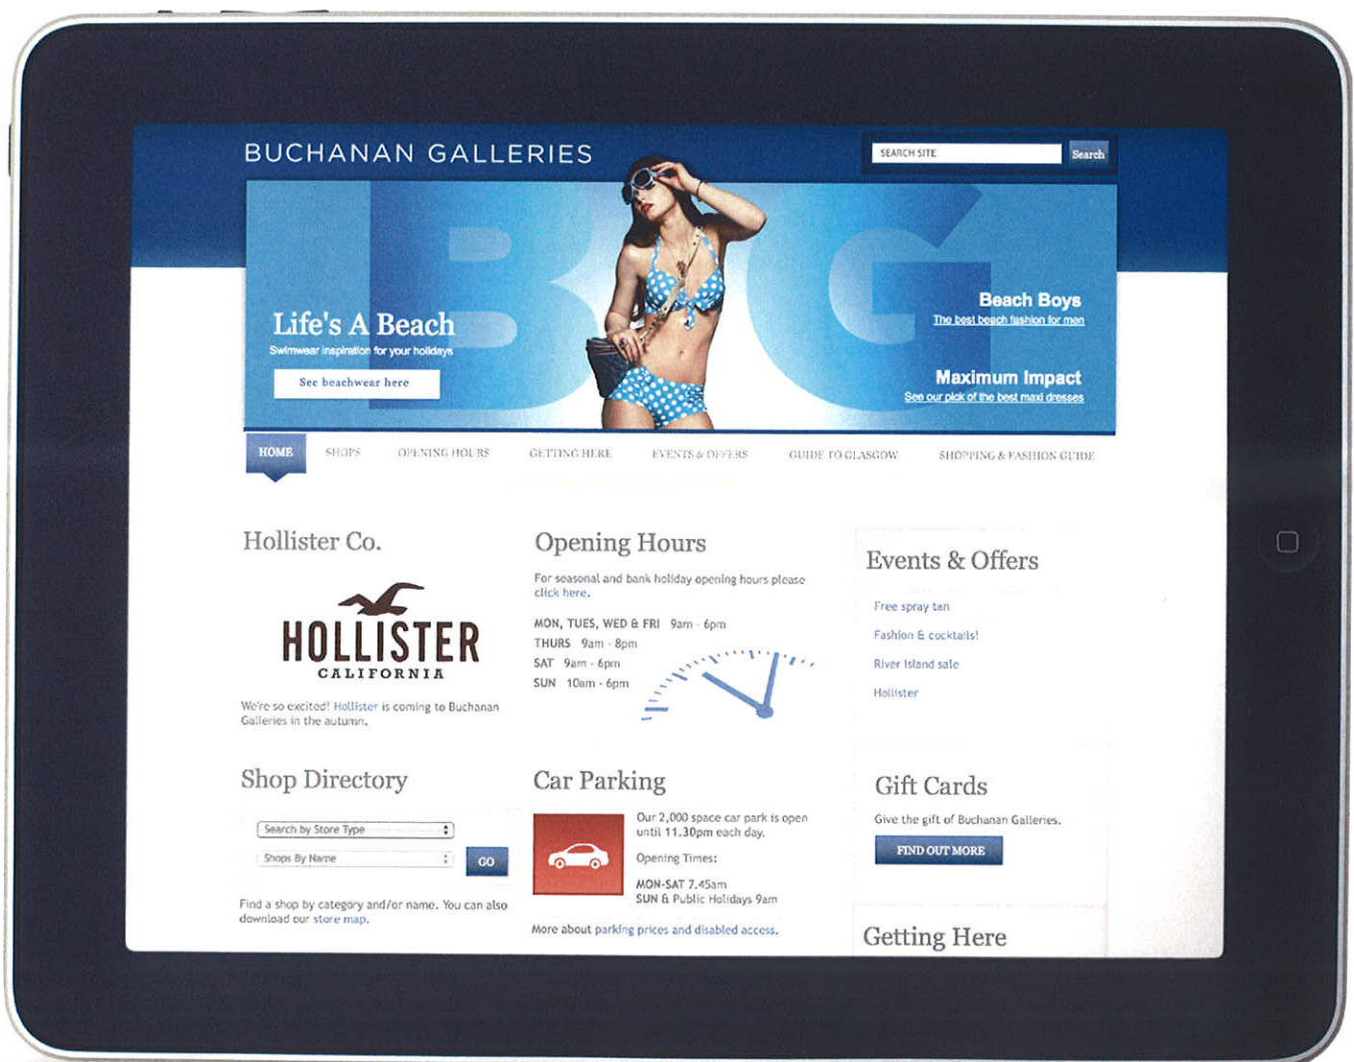 BUCHANAN GALLERIES
SEARCH SITE
Search
BG
Life's A Beach
Swimwear inspiration for your holidays
See beachwear here
Beach Boys
The best beach fashion for men
Maximum Impact
See our pick of the best maxi dresses
HOME SHOPS OPENING HOURS GETTING HERE EVENTS & OFFERS GUIDE TO GLASGOW SHOPPING & FASHION GUIDE
Hollister Co.
HOLLISTER
CALIFORNIA
We're so excited! Hollister is coming to Buchanan
Galleries in the autumn.
Opening Hours
For seasonal and bank holiday opening hours please
click here.
MON, TUES, WED & FRI 9am - 6pm
THURS 9am - 8pm
SAT 9am - 6pm
SUN 10am - 6pm
Events & Offers
Free spray tan
Fashion & cocktails!
River Island sale
Hollister
Shop Directory
Search by Store Type
Shops By Name
GO
Find a shop by category and/or name. You can also
download our store map.
Car Parking
Our 2,000 space car park is open
until 11.30pm each day.
Opening Times:
MON-SAT 7.45am
SUN & Public Holidays 9am
More about parking prices and disabled access.
Gift Cards
Give the gift of Buchanan Galleries.
FIND OUT MORE
Getting Here